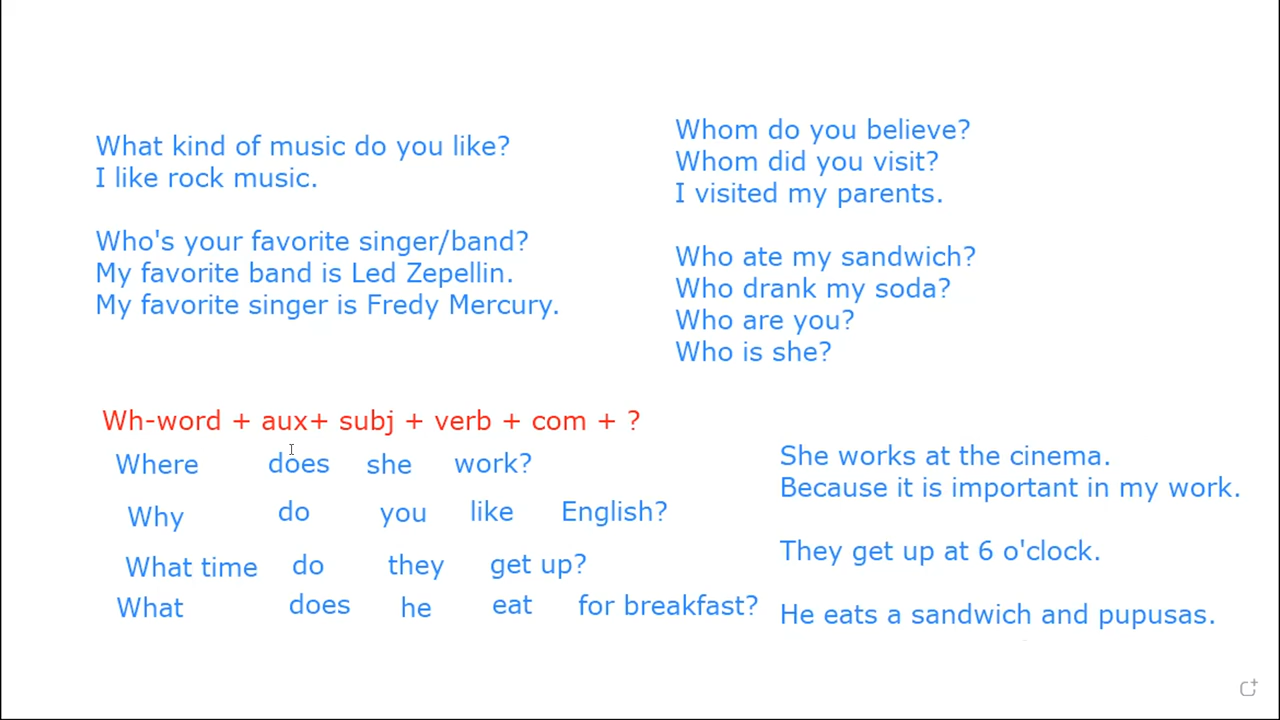 What kind of music do you like?
I like rock music.
Who's your favorite singer/band?
My favorite band is Led Zepellin.
My favorite singer is Fredy Mercury.
Whom do you believe?
Whom did you visit?
I visited my parents.
Who ate my sandwich?
Who drank my soda?
Who are you?
Who is she?
Wh-word + aux+ subj + verb + com + ?
Where does she work?
Why do you like English?
What time do they get up?
What does he eat for breakfast?
She works at the cinema.
Because it is important in my work.
They get up at 6 o'clock.
He eats a sandwich and pupusas.